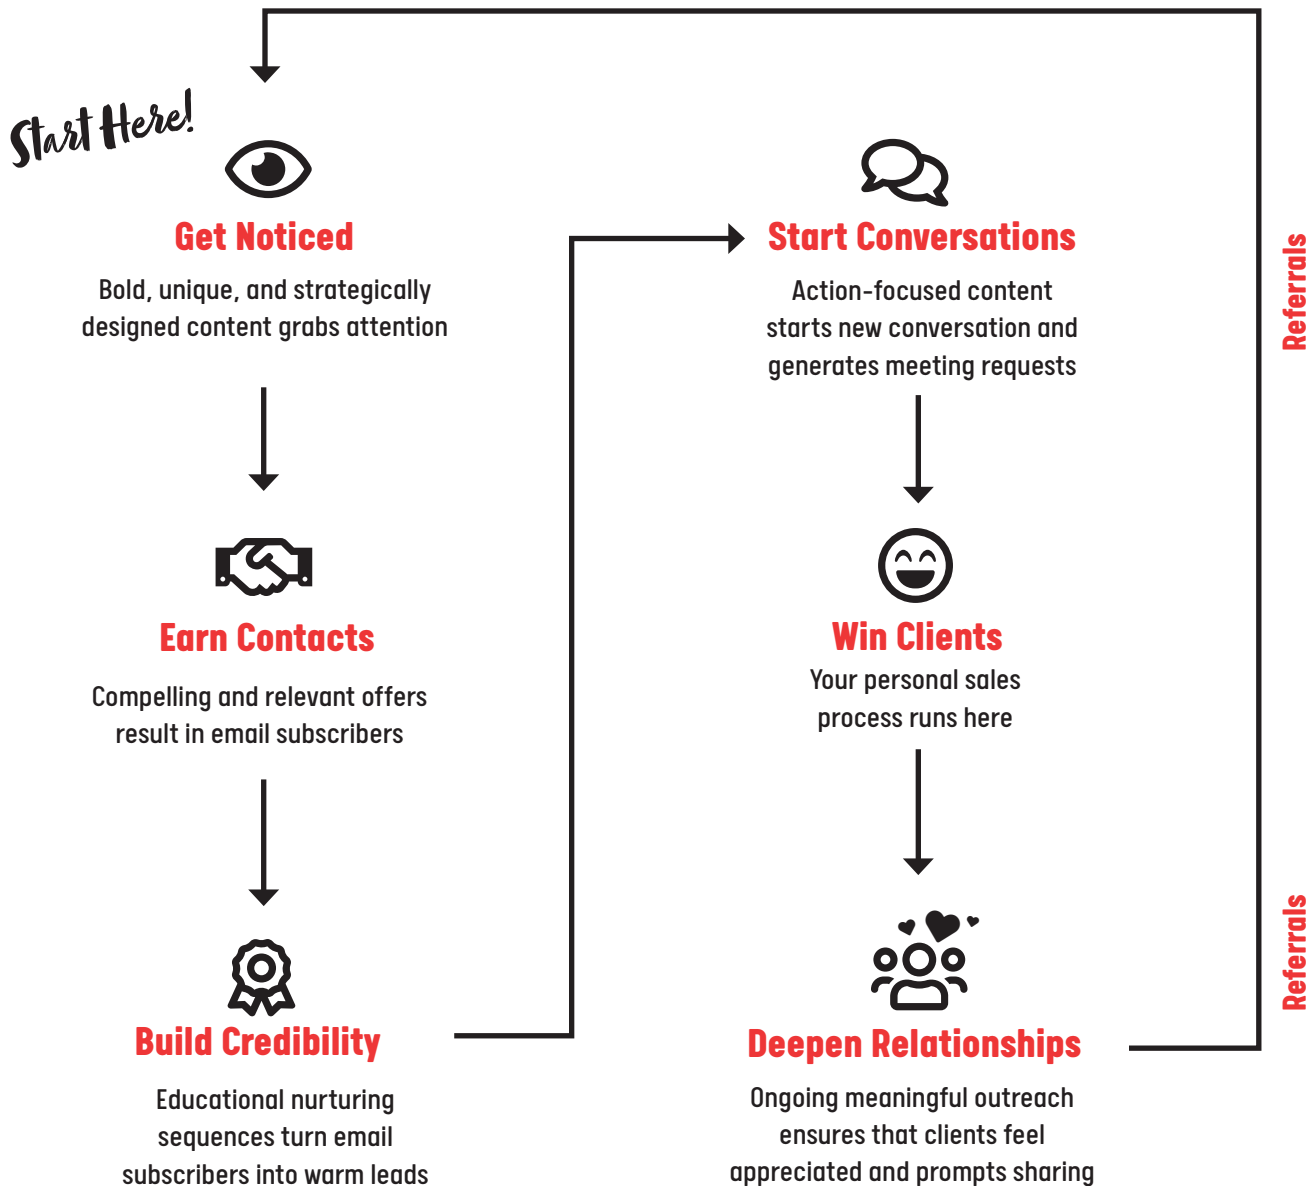 Start Here!
Get Noticed
Bold, unique, and strategically
designed content grabs attention
Earn Contacts
Compelling and relevant offers
result in email subscribers
Build Credibility
Educational nurturing
sequences turn email
subscribers into warm leads
Start Conversations
Action-focused content
starts new conversation and
generates meeting requests
Win Clients
Your personal sales
process runs here
Deepen Relationships
Ongoing meaningful outreach
ensures that clients feel
appreciated and prompts sharing
Referrals
Referrals